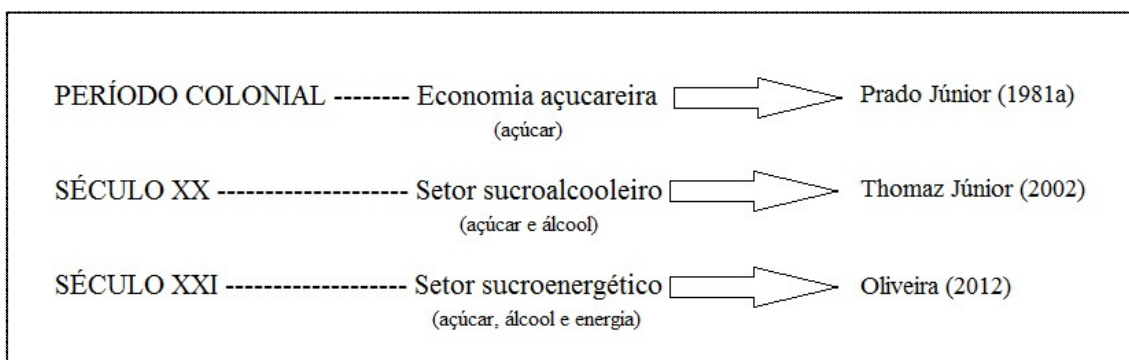 PERÍODO COLONIAL -------- Economia açucareira Prado Júnior (1981a)
(açúcar)
SÉCULO XX ------------------- Setor sucroalcooleiro Thomaz Júnior (2002)
(açúcar e álcool)
SÉCULO XXI ------------------ Setor sucroenergético Oliveira (2012)
(açúcar, álcool e energia)